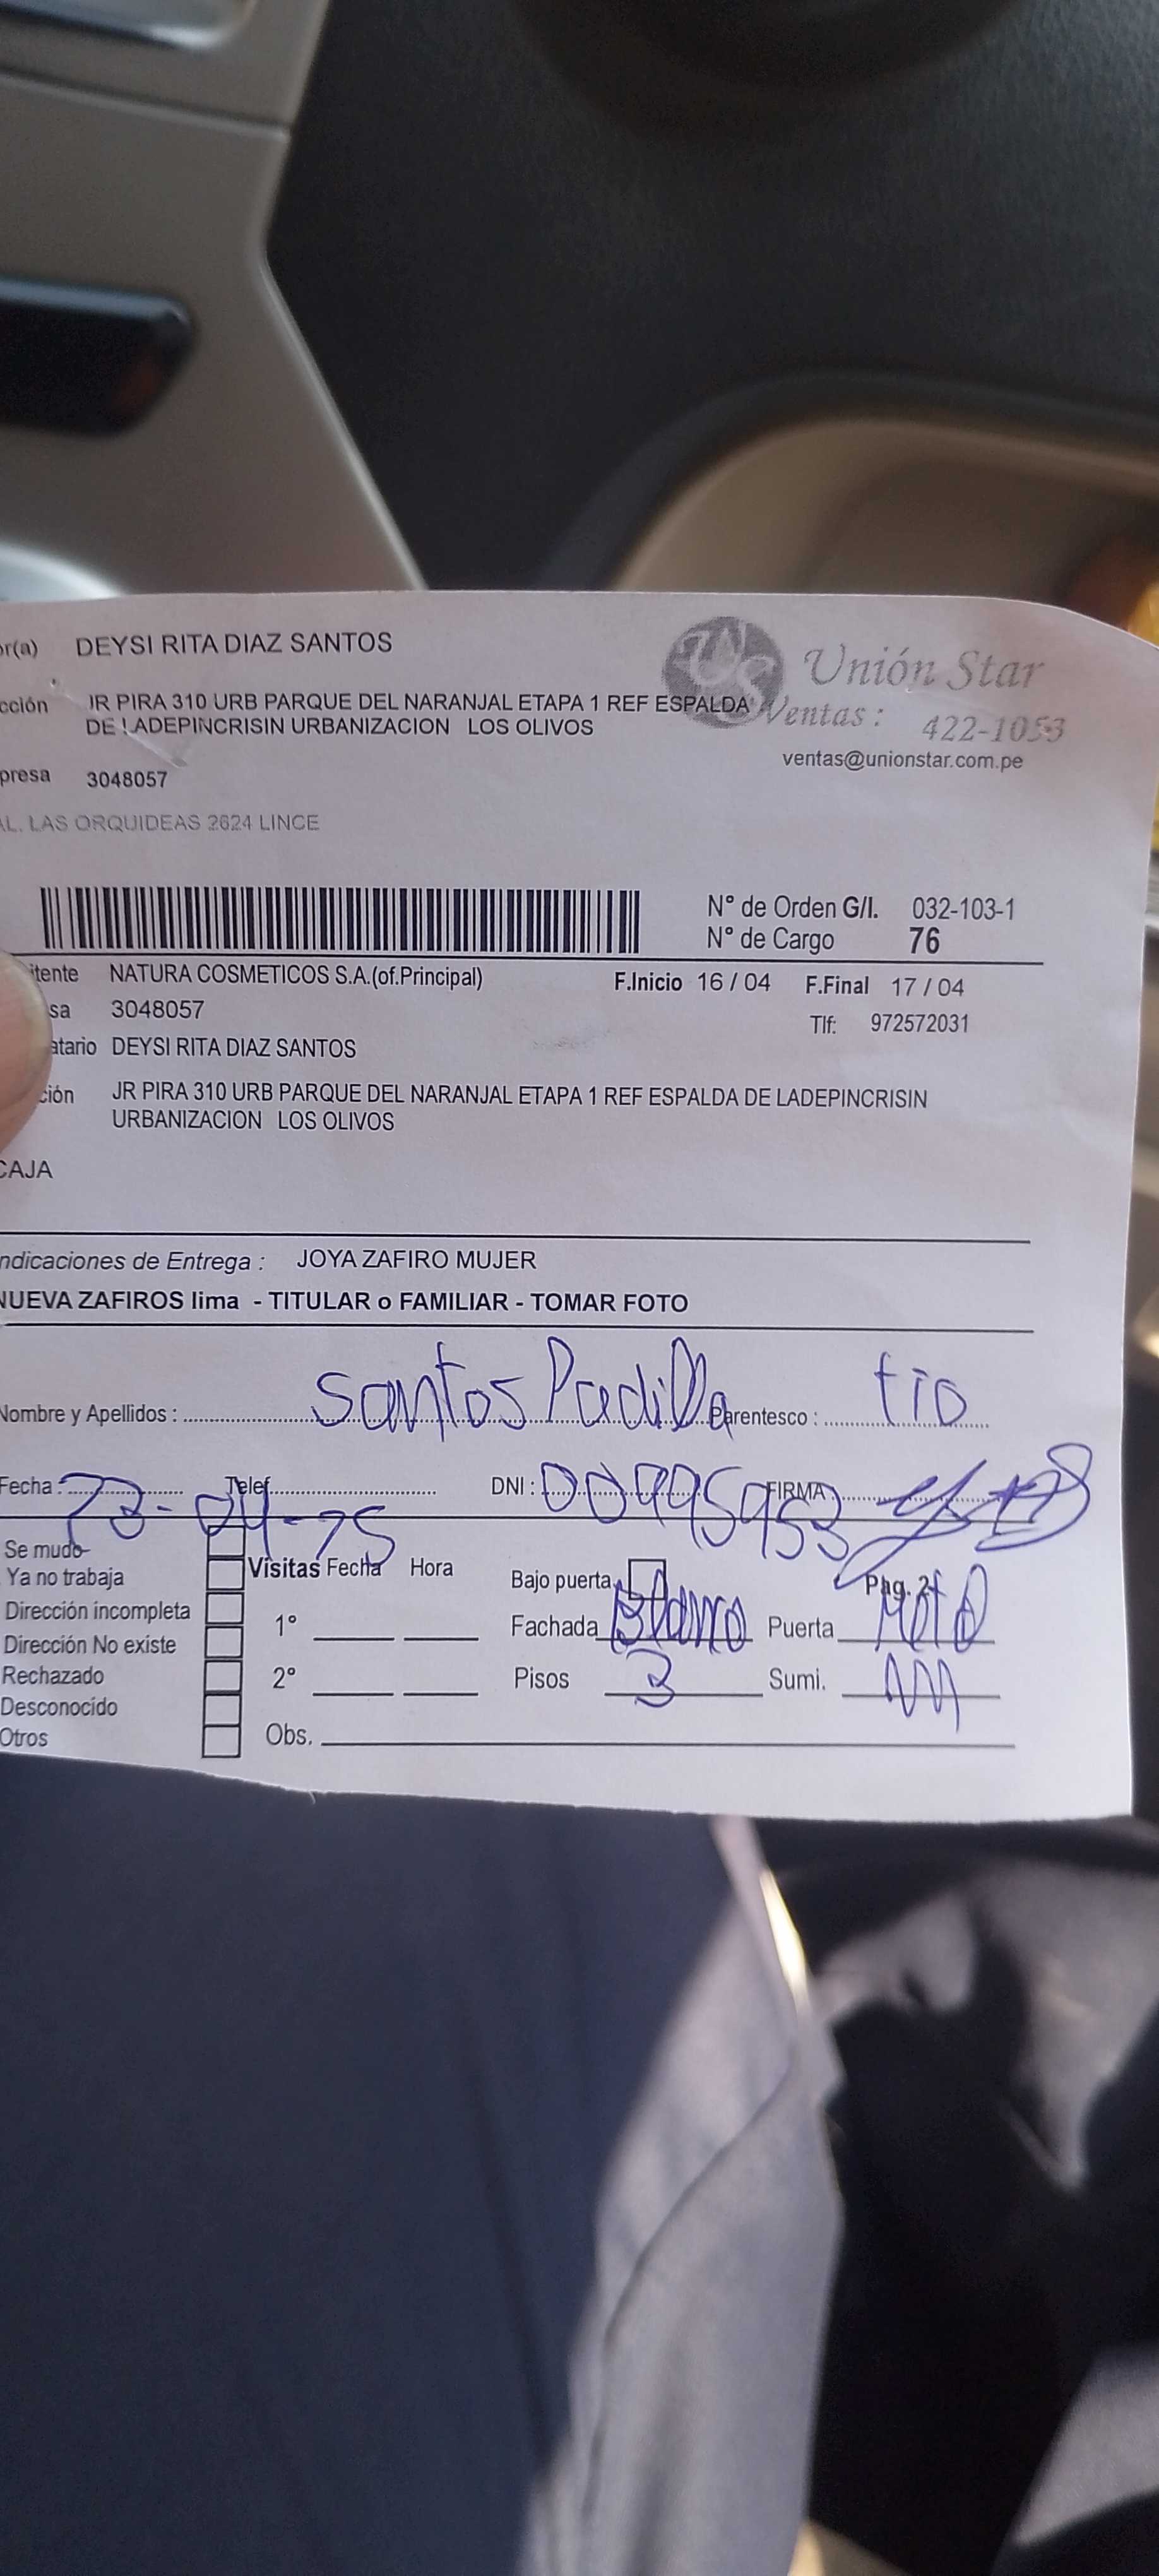 or(a) DEYSI RITA DIAZ SANTOS
Unión Star
cción JR PIRA 310 URB PARQUE DEL NARANJAL ETAPA 1 REF ESPALDA
DE LADEPINCRISIN URBANIZACION LOS OLIVOS
Ventas: 422-1053
ventas@unionstar.com.pe
presa 3048057
AL. LAS ORQUIDEAS 2624 LINCE
N° de Orden G/I. 032-103-1
N° de Cargo 76
itente NATURA COSMETICOS S.A.(of.Principal) F.Inicio 16 / 04 F.Final 17 / 04
sa 3048057
Tlf: 972572031
atario DEYSI RITA DIAZ SANTOS
ción JR PIRA 310 URB PARQUE DEL NARANJAL ETAPA 1 REF ESPALDA DE LADEPINCRISIN
URBANIZACION LOS OLIVOS
CAJA
ndicaciones de Entrega : JOYA ZAFIRO MUJER
NUEVA ZAFIROS lima - TITULAR o FAMILIAR - TOMAR FOTO
Nombre y Apellidos : Santos Padilla Parentesco : tio
Fecha : 23-04-25 Telef DNI : FIRMA
Se mudo
Ya no trabaja
Dirección incompleta
Dirección No existe
Rechazado
Desconocido
Otros
Visitas Fecha Hora
1°
2°
Obs.
Bajo puerta Pag. 2
Fachada Blanco Puerta
Pisos 3 Sumi.